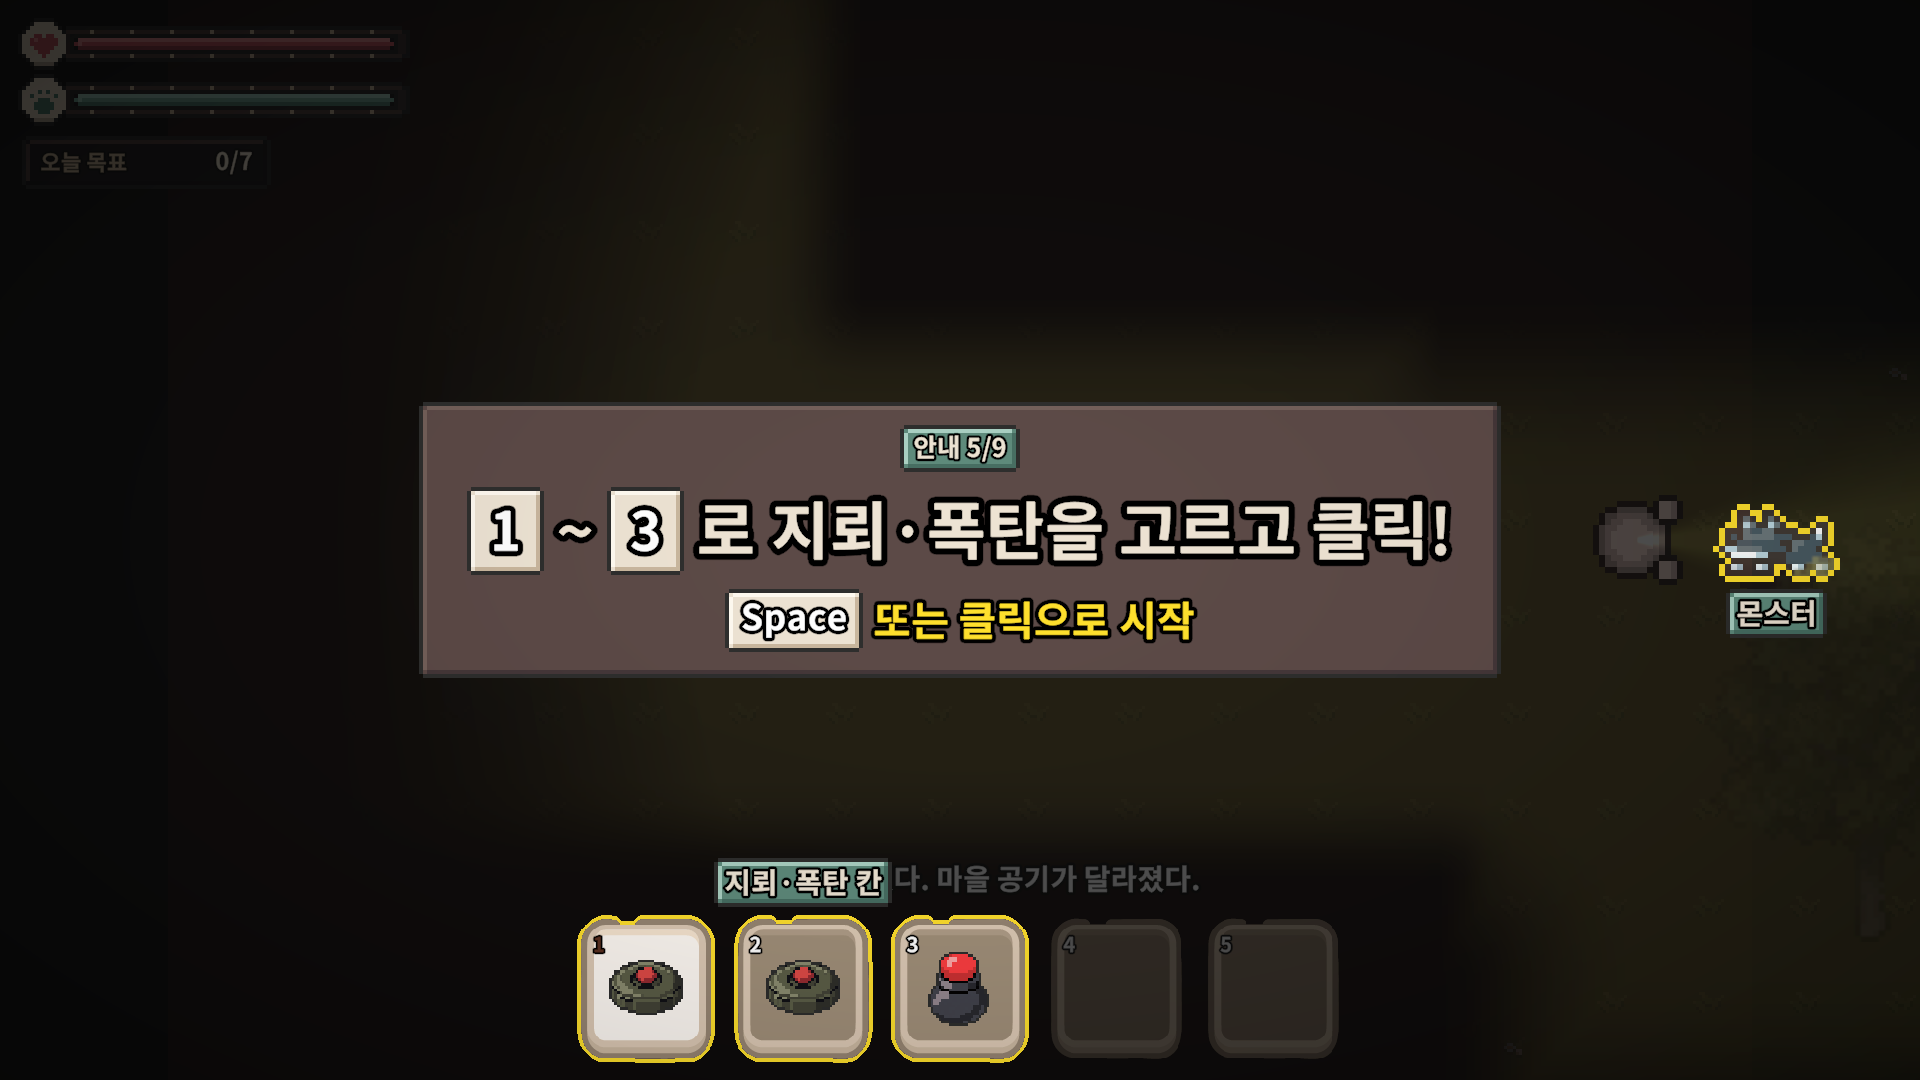 오늘 목표 0/7
안내 5/9
1 ~ 3 로 지뢰·폭탄을 고르고 클릭!
Space 또는 클릭으로 시작
몬스터
지뢰·폭탄 칸 다. 마을 공기가 달라졌다.
1 2 3 4 5